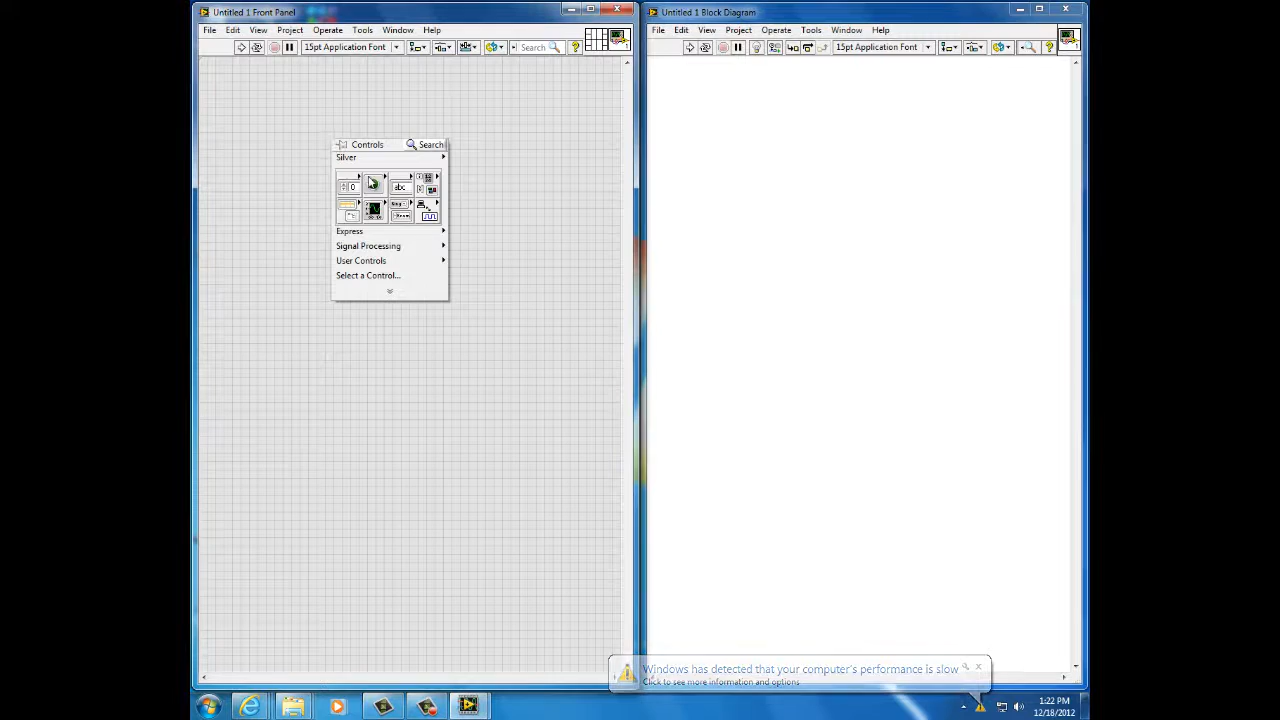 Untitled 1 Front Panel
File Edit View Project Operate Tools Window Help
15pt Application Font
Search
Controls Search
Silver
0
abc
Express
Signal Processing
User Controls
Select a Control...
Untitled 1 Block Diagram
File Edit View Project Operate Tools Window Help
15pt Application Font
Windows has detected that your computer's performance is slow
Click to see more information and options
1:22 PM
12/18/2012